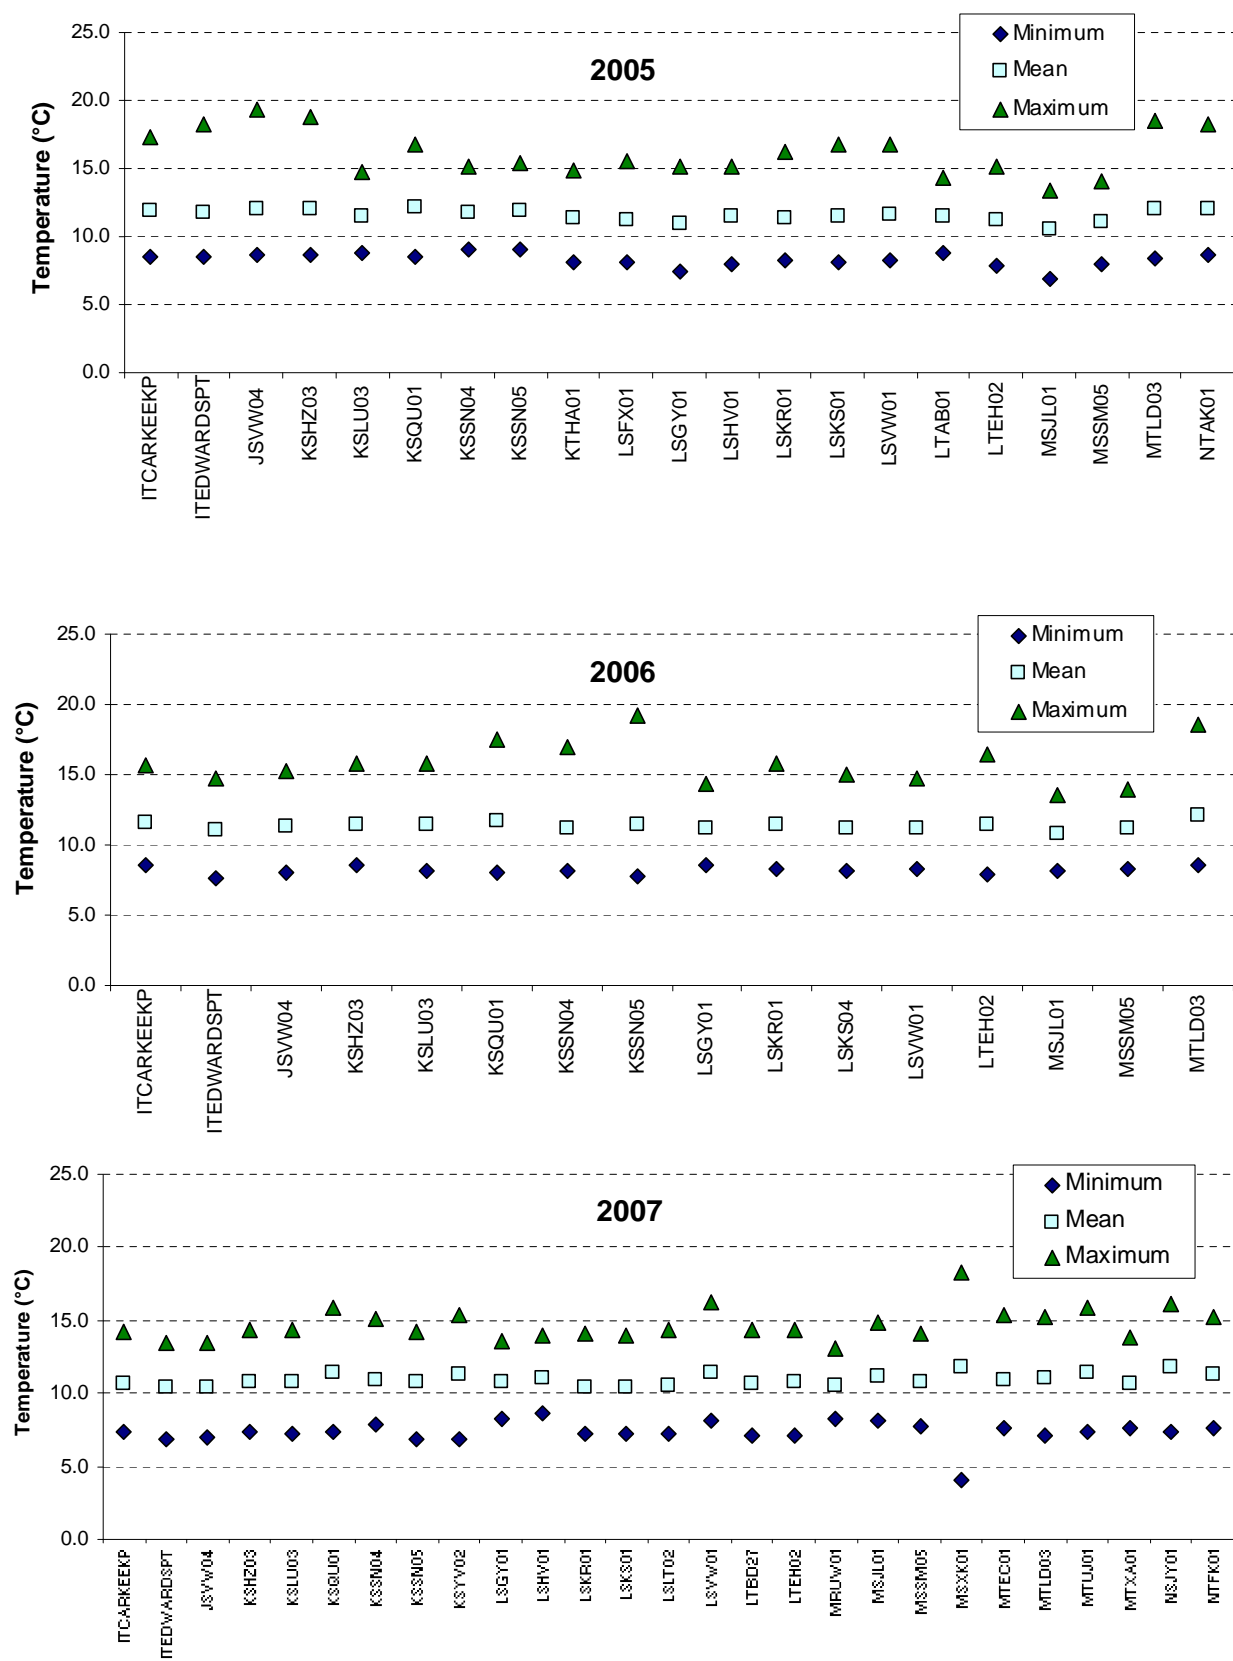 25.0
20.0
15.0
10.0
5.0
0.0
Temperature (°C)
2005
Minimum
Mean
Maximum
ITCARKEEKP
ITEDWARDSPT
JSVW04
KSHZ03
KSLU03
KSQU01
KSSN04
KSSN05
KTHA01
LSFX01
LSGY01
LSHV01
LSKR01
LSKS01
LSVW01
LTAB01
LTEH02
MSJL01
MSSM05
MTLD03
NTAK01
25.0
20.0
15.0
10.0
5.0
0.0
Temperature (°C)
2006
Minimum
Mean
Maximum
ITCARKEEKP
ITEDWARDSPT
JSVW04
KSHZ03
KSLU03
KSQU01
KSSN04
KSSN05
LSGY01
LSKR01
LSKS04
LSVW01
LTEH02
MSJL01
MSSM05
MTLD03
25.0
20.0
15.0
10.0
5.0
0.0
Temperature (°C)
2007
Minimum
Mean
Maximum
ITCARKEEKP
ITEDWARDSPT
JSVW04
KSHZ03
KSLU03
KSQU01
KSSN04
KSSN05
KSYV02
LSGY01
LSHV01
LSKR01
LSKS01
LSLT02
LSVW01
LTBD27
LTEH02
MRUW01
MSJL01
MSSM05
MSXK01
MTEC01
MTLD03
MTUJ01
MTXA01
NSJY01
NTFK01